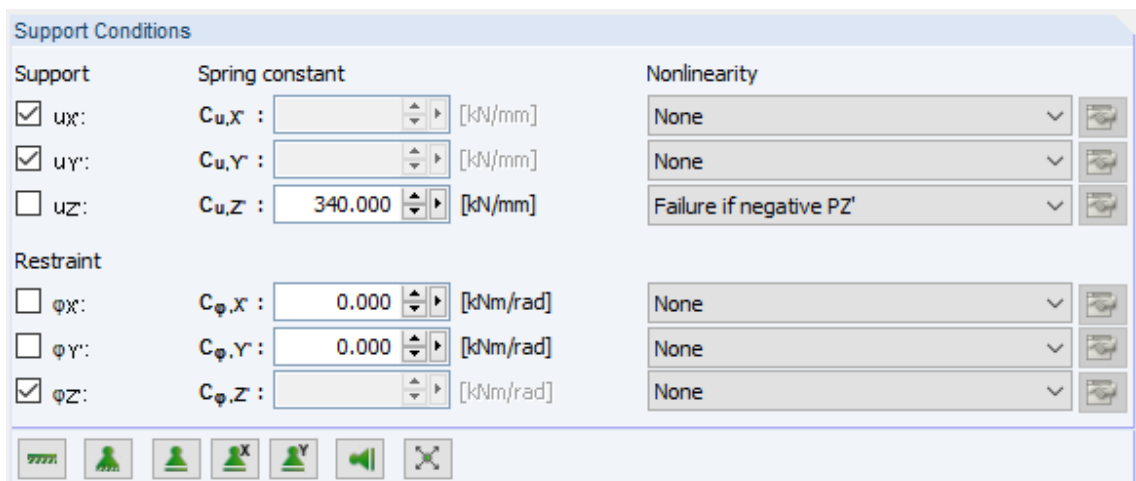 Support Conditions
Support Spring constant Nonlinearity
uX': Cu,X' : [kN/mm] None
uY': Cu,Y' : [kN/mm] None
uZ': Cu,Z' : 340.000 [kN/mm] Failure if negative PZ'
Restraint
φX': Cφ,X' : 0.000 [kNm/rad] None
φY': Cφ,Y' : 0.000 [kNm/rad] None
φZ': Cφ,Z' : [kNm/rad] None
X Y